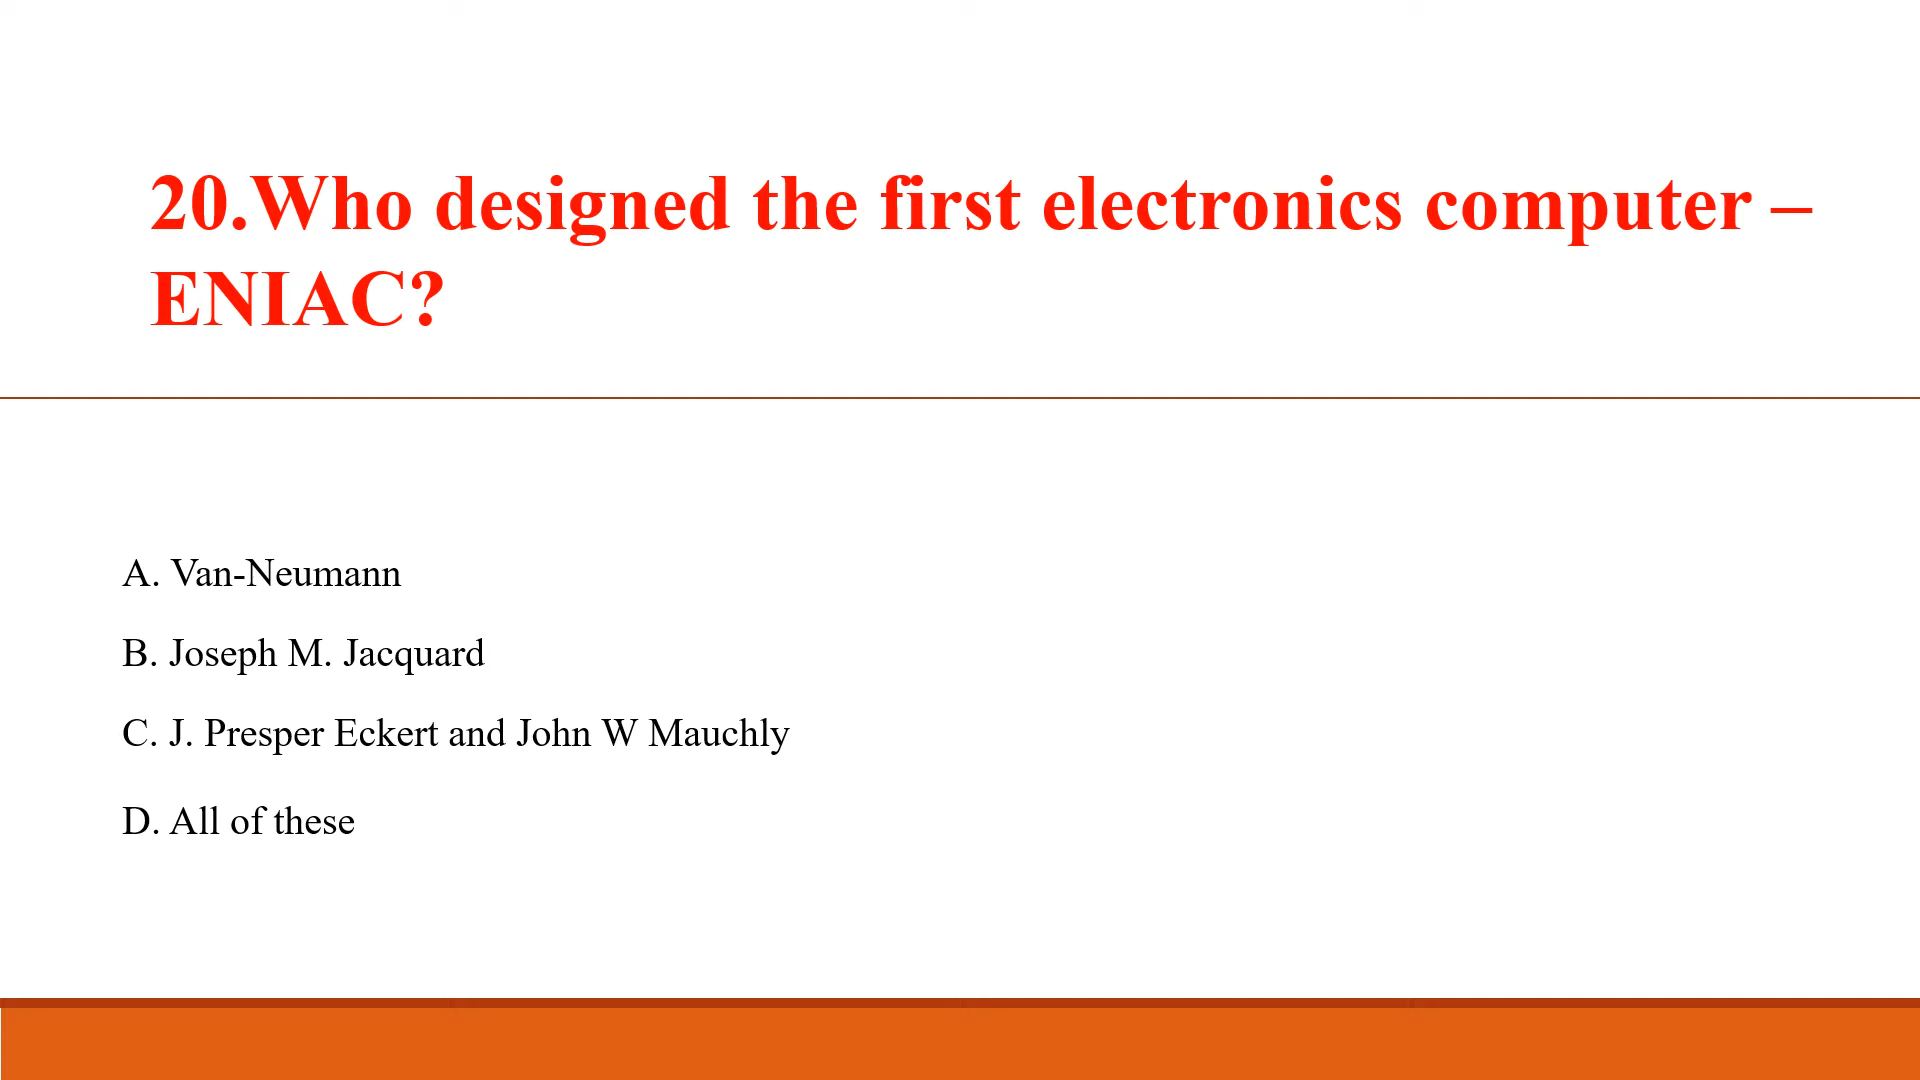 20.Who designed the first electronics computer –
ENIAC?
A. Van-Neumann
B. Joseph M. Jacquard
C. J. Presper Eckert and John W Mauchly
D. All of these